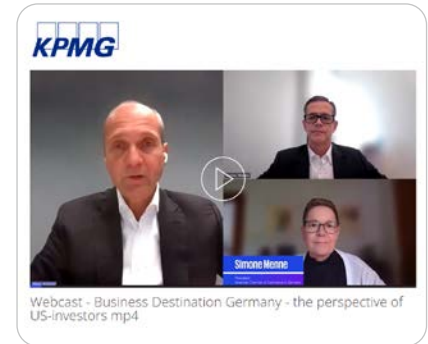 KPMG
Simone Menne
Webcast - Business Destination Germany - the perspective of
US-investors mp4